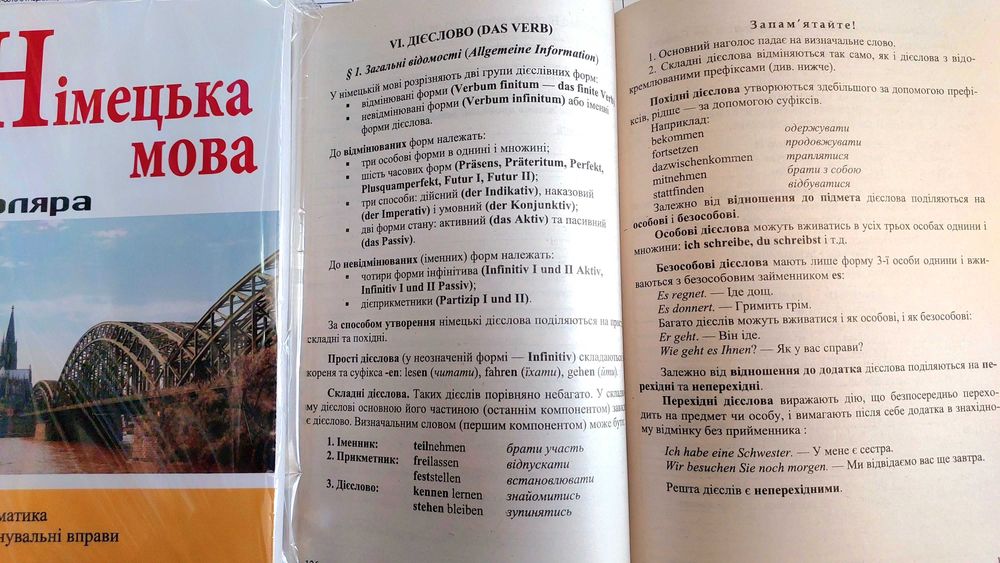 Німецька
мова
оляра
матика
нувальні вправи
VI. ДІЄСЛОВО (DAS VERB)
§ 1. Загальні відомості (Allgemeine Information)
У німецькій мові розрізняють дві групи дієслівних форм:
▪ відмінювані форми (Verbum finitum — das finite Verb)
▪ невідмінювані форми (Verbum infinitum) або іменні
форми дієслова.
До відмінюваних форм належать:
▪ три особові форми в однині і множині;
▪ шість часових форм (Präsens, Präteritum, Perfekt,
Plusquamperfekt, Futur I, Futur II);
▪ три способи: дійсний (der Indikativ), наказовий
(der Imperativ) і умовний (der Konjunktiv);
▪ дві форми стану: активний (das Aktiv) та пасивний
(das Passiv).
До невідмінюваних (іменних) форм належать:
▪ чотири форми інфінітива (Infinitiv I und II Aktiv,
Infinitiv I und II Passiv);
▪ дієприкметники (Partizip I und II).
За способом утворення німецькі дієслова поділяються на прос
складні та похідні.
Прості дієслова (у неозначеній формі — Infinitiv) складаються
кореня та суфікса -en: lesen (читати), fahren (їхати), gehen (йти).
Складні дієслова. Таких дієслів порівняно небагато. У склад
му дієслові основною його частиною (останнім компонентом) завж
є дієслово. Визначальним словом (першим компонентом) може бути
1. Іменник: teilnehmen брати участь
2. Прикметник: freilassen відпускати
feststellen встановлювати
3. Дієслово: kennen lernen знайомитись
stehen bleiben зупинятись
Запам´ятайте!
1. Основний наголос падає на визначальне слово.
2. Складні дієслова відміняються так само, як і дієслова з відо-
кремлюваними префіксами (див. нижче).
Похідні дієслова утворюються здебільшого за допомогою префі-
ксів, рідше — за допомогою суфіксів.
Наприклад:
bekommen одержувати
fortsetzen продовжувати
dazwischenkommen траплятися
mitnehmen брати з собою
stattfinden відбуватися
Залежно від відношення до підмета дієслова поділяються на
особові і безособові.
Особові дієслова можуть вживатись в усіх трьох особах однини і
множини: ich schreibe, du schreibst і т.д.
Безособові дієслова мають лише форму 3-ї особи однини і вжи-
ваються з безособовим займенником es:
Es regnet. — Іде дощ.
Es donnert. — Гримить грім.
Багато дієслів можуть вживатися і як особові, і як безособові:
Er geht. — Він іде.
Wie geht es Ihnen? — Як у вас справи?
Залежно від відношення до додатка дієслова поділяються на пе-
рехідні та неперехідні.
Перехідні дієслова виражають дію, що безпосередньо перехо-
дить на предмет чи особу, і вимагають після себе додатка в знахідно-
му відмінку без прийменника :
Ich habe eine Schwester. — У мене є сестра.
Wir besuchen Sie noch morgen. — Ми відвідаємо вас ще завтра.
Решта дієслів є неперехідними.